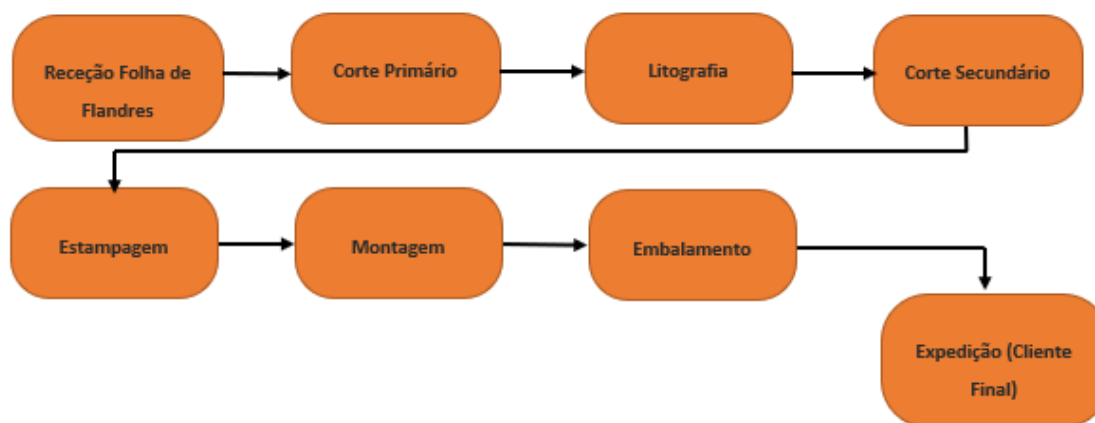 Receção Folha de
Flandres
Corte Primário
Litografia
Corte Secundário
Estampagem
Montagem
Embalamento
Expedição (Cliente
Final)